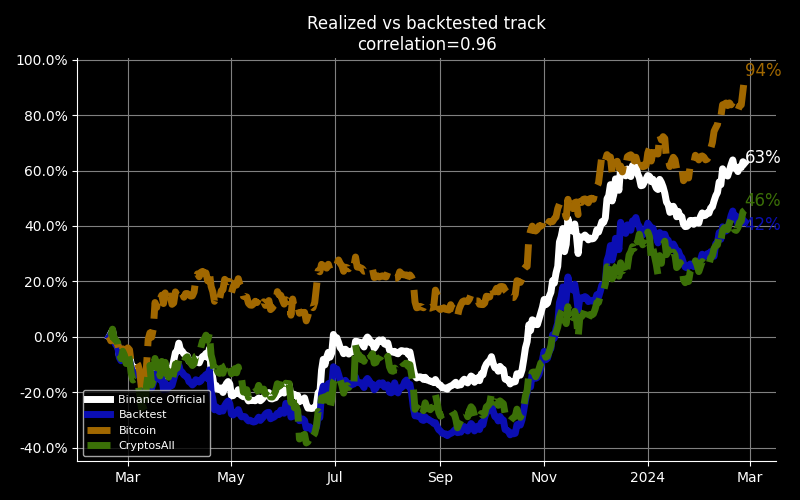 Realized vs backtested track
correlation=0.96
100.0%
80.0%
60.0%
40.0%
20.0%
0.0%
-20.0%
-40.0%
94%
63%
46%
42%
Binance Official
Backtest
Bitcoin
CryptosAll
Mar
May
Jul
Sep
Nov
2024
Mar